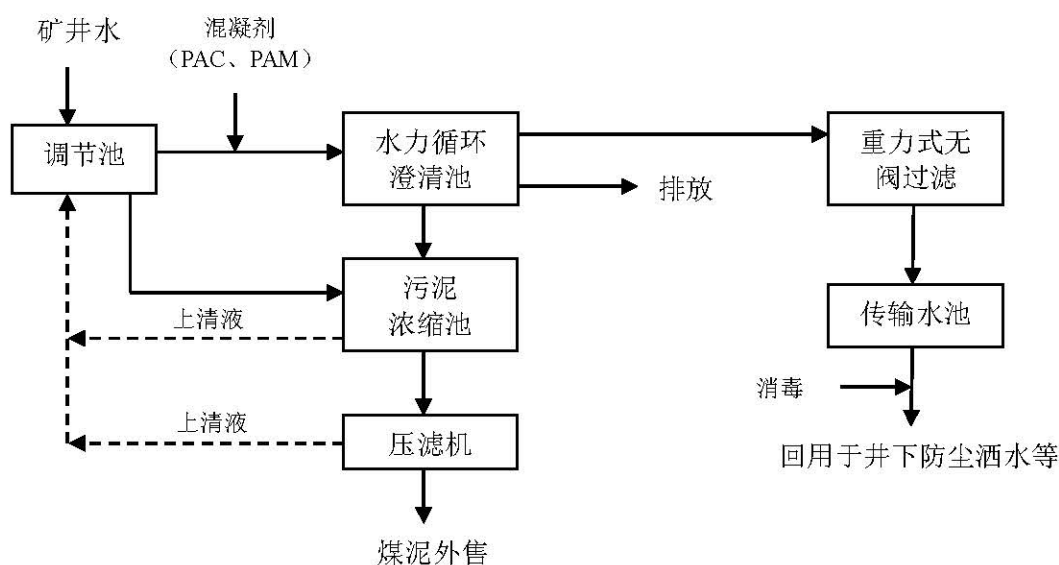 矿井水
混凝剂
（PAC、PAM）
调节池
水力循环
澄清池
重力式无
阀过滤
排放
污泥
浓缩池
传输水池
上清液
消毒
上清液
压滤机
回用于井下防尘洒水等
煤泥外售